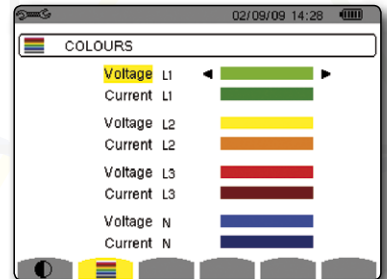 02/09/09 14:28
COLOURS
Voltage L1
Current L1
Voltage L2
Current L2
Voltage L3
Current L3
Voltage N
Current N